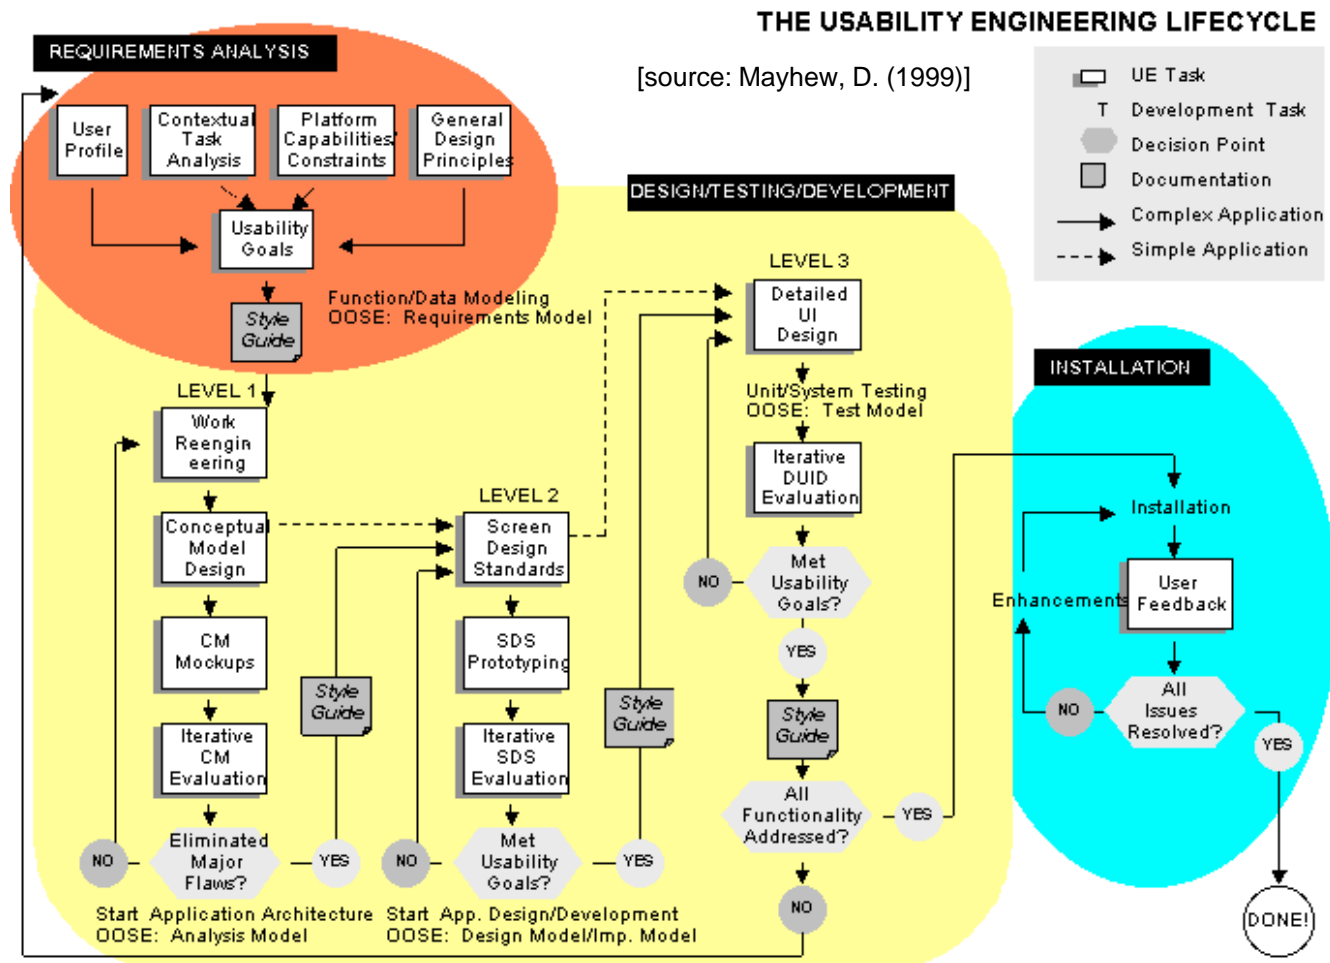 THE USABILITY ENGINEERING LIFECYCLE
[source: Mayhew, D. (1999)]
UE Task
T Development Task
Decision Point
Documentation
Complex Application
Simple Application
REQUIREMENTS ANALYSIS
User
Profile
Contextual
Task
Analysis
Platform
Capabilities/
Constraints
General
Design
Principles
Usability
Goals
Style
Guide
Function/Data Modeling
OOSE: Requirements Model
DESIGN/TESTING/DEVELOPMENT
LEVEL 1
Work
Reengin
eering
Conceptual
Model
Design
CM
Mockups
Iterative
CM
Evaluation
Eliminated
Major
Flaws?
NO
YES
Style
Guide
Start Application Architecture
OOSE: Analysis Model
LEVEL 2
Screen
Design
Standards
SDS
Prototyping
Iterative
SDS
Evaluation
Met
Usability
Goals?
NO
YES
Style
Guide
Start App. Design/Development
OOSE: Design Model/Imp. Model
LEVEL 3
Detailed
UI
Design
Unit/System Testing
OOSE: Test Model
Iterative
DUID
Evaluation
Met
Usability
Goals?
NO
YES
Style
Guide
All
Functionality
Addressed?
YES
NO
INSTALLATION
Installation
User
Feedback
Enhancements
All
Issues
Resolved?
NO
YES
DONE!